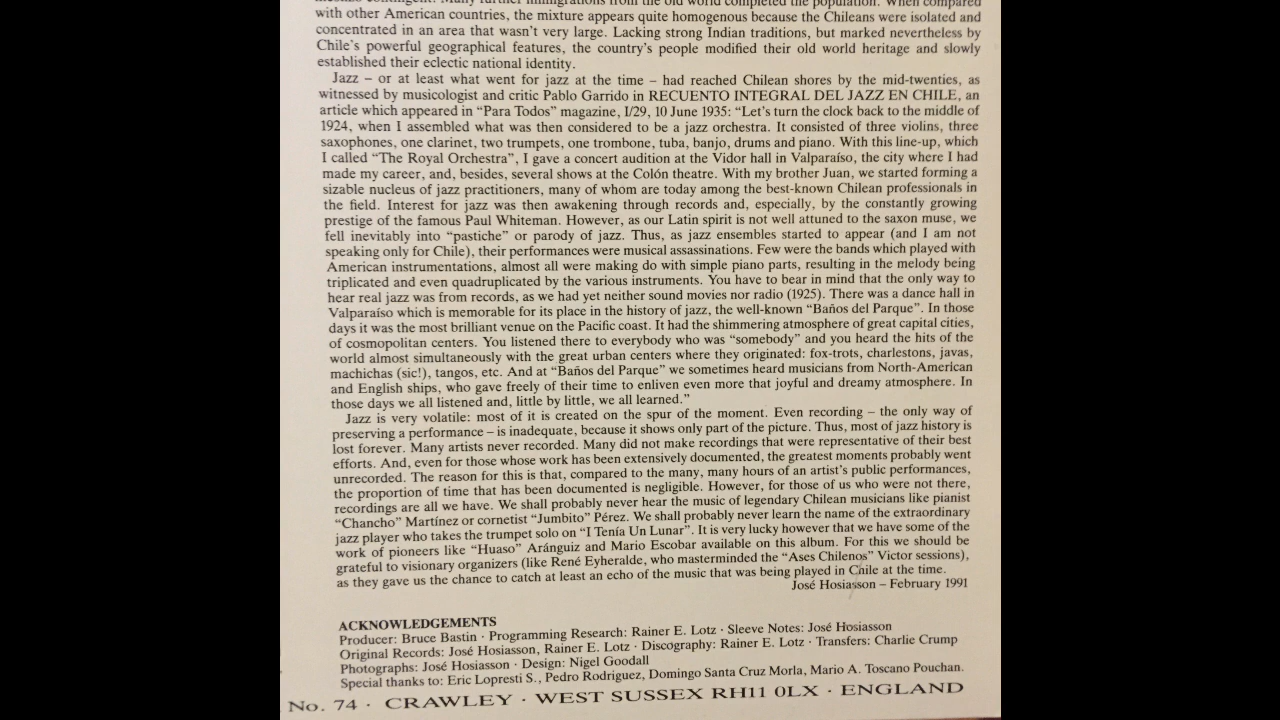 mestizo contingent. Many further immigrations from the old world completed the population. When compared
with other American countries, the mixture appears quite homogenous because the Chileans were isolated and
concentrated in an area that wasn't very large. Lacking strong Indian traditions, but marked nevertheless by
Chile's powerful geographical features, the country's people modified their old world heritage and slowly
established their eclectic national identity.
Jazz – or at least what went for jazz at the time – had reached Chilean shores by the mid-twenties, as
witnessed by musicologist and critic Pablo Garrido in RECUENTO INTEGRAL DEL JAZZ EN CHILE, an
article which appeared in “Para Todos” magazine, I/29, 10 June 1935: “Let's turn the clock back to the middle of
1924, when I assembled what was then considered to be a jazz orchestra. It consisted of three violins, three
saxophones, one clarinet, two trumpets, one trombone, tuba, banjo, drums and piano. With this line-up, which
I called “The Royal Orchestra”, I gave a concert audition at the Vidor hall in Valparaíso, the city where I had
made my career, and, besides, several shows at the Colón theatre. With my brother Juan, we started forming a
sizable nucleus of jazz practitioners, many of whom are today among the best-known Chilean professionals in
the field. Interest for jazz was then awakening through records and, especially, by the constantly growing
prestige of the famous Paul Whiteman. However, as our Latin spirit is not well attuned to the saxon muse, we
fell inevitably into “pastiche” or parody of jazz. Thus, as jazz ensembles started to appear (and I am not
speaking only for Chile), their performances were musical assassinations. Few were the bands which played with
American instrumentations, almost all were making do with simple piano parts, resulting in the melody being
triplicated and even quadruplicated by the various instruments. You have to bear in mind that the only way to
hear real jazz was from records, as we had yet neither sound movies nor radio (1925). There was a dance hall in
Valparaíso which is memorable for its place in the history of jazz, the well-known “Baños del Parque”. In those
days it was the most brilliant venue on the Pacific coast. It had the shimmering atmosphere of great capital cities,
of cosmopolitan centers. You listened there to everybody who was “somebody” and you heard the hits of the
world almost simultaneously with the great urban centers where they originated: fox-trots, charlestons, javas,
machichas (sic!), tangos, etc. And at “Baños del Parque” we sometimes heard musicians from North-American
and English ships, who gave freely of their time to enliven even more that joyful and dreamy atmosphere. In
those days we all listened and, little by little, we all learned.”
Jazz is very volatile: most of it is created on the spur of the moment. Even recording – the only way of
preserving a performance – is inadequate, because it shows only part of the picture. Thus, most of jazz history is
lost forever. Many artists never recorded. Many did not make recordings that were representative of their best
efforts. And, even for those whose work has been extensively documented, the greatest moments probably went
unrecorded. The reason for this is that, compared to the many, many hours of an artist's public performances,
the proportion of time that has been documented is negligible. However, for those of us who were not there,
recordings are all we have. We shall probably never hear the music of legendary Chilean musicians like pianist
“Chancho” Martínez or cornetist “Jumbito” Pérez. We shall probably never learn the name of the extraordinary
jazz player who takes the trumpet solo on “I Tenía Un Lunar”. It is very lucky however that we have some of the
work of pioneers like “Huaso” Aránguiz and Mario Escobar available on this album. For this we should be
grateful to visionary organizers (like René Eyheralde, who masterminded the “Ases Chilenos” Victor sessions),
as they gave us the chance to catch at least an echo of the music that was being played in Chile at the time.
José Hosiasson – February 1991
ACKNOWLEDGEMENTS
Producer: Bruce Bastin · Programming Research: Rainer E. Lotz · Sleeve Notes: José Hosiasson
Original Records: José Hosiasson, Rainer E. Lotz · Discography: Rainer E. Lotz · Transfers: Charlie Crump
Photographs: José Hosiasson · Design: Nigel Goodall
Special thanks to: Eric Lopresti S., Pedro Rodriguez, Domingo Santa Cruz Morla, Mario A. Toscano Pouchan.
No. 74 · CRAWLEY · WEST SUSSEX RH11 0LX · ENGLAND